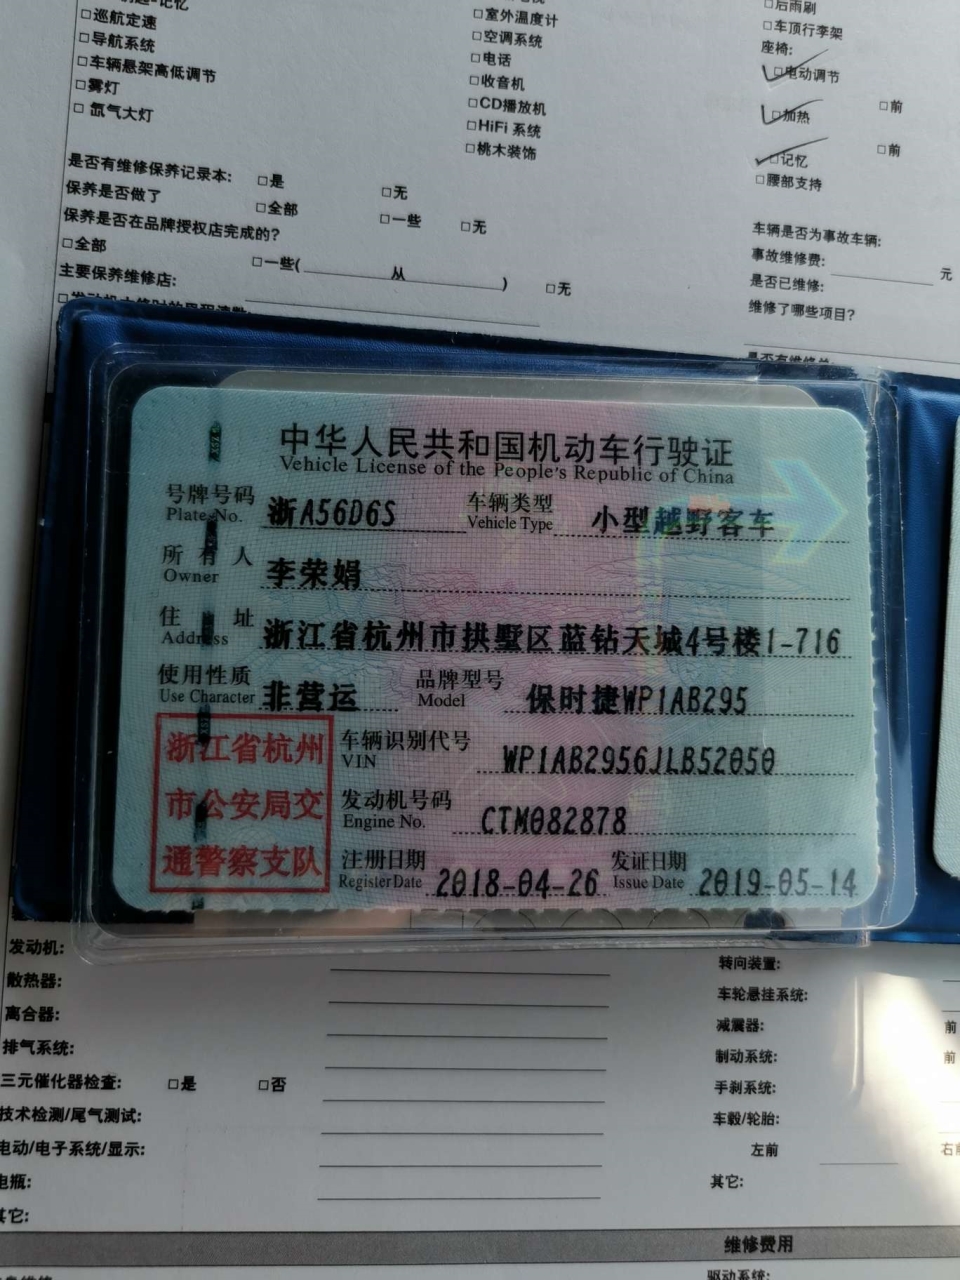 记忆
□巡航定速
□导航系统
□车辆悬架高低调节
□雾灯
□氙气大灯
□室外温度计
□空调系统
□电话
□收音机
□CD播放机
□HiFi 系统
□桃木装饰
□后雨刷
□车顶行李架
座椅:
□电动调节
□前
□加热
□前
□记忆
□腰部支持
是否有维修保养记录本: □是 □无
保养是否做了 □全部 □一些 □无
保养是否在品牌授权店完成的?
□全部 □一些( 从 ) □无
主要保养维修店:
车辆是否为事故车辆:
事故维修费: 元
是否已维修:
维修了哪些项目?
中华人民共和国机动车行驶证
Vehicle License of the People's Republic of China
号牌号码 浙A56D6S 车辆类型 小型越野客车
Plate No. Vehicle Type
所有人 李荣娟
Owner
住址 浙江省杭州市拱墅区蓝钻天城4号楼1-716
Address
使用性质 非营运 品牌型号 保时捷WP1AB295
Use Character Model
浙江省杭州
市公安局交
通警察支队
车辆识别代号 WP1AB2956JLB52050
VIN
发动机号码 CTM082878
Engine No.
注册日期 2018-04-26 发证日期 2019-05-14
Register Date Issue Date
发动机:
散热器:
离合器:
排气系统:
三元催化器检查: □是 □否
技术检测/尾气测试:
电动/电子系统/显示:
电瓶:
其它:
转向装置:
车轮悬挂系统:
减震器: 前
制动系统: 前
手刹系统:
车毂/轮胎:
左前 右前
其它:
维修费用
驱动系统: